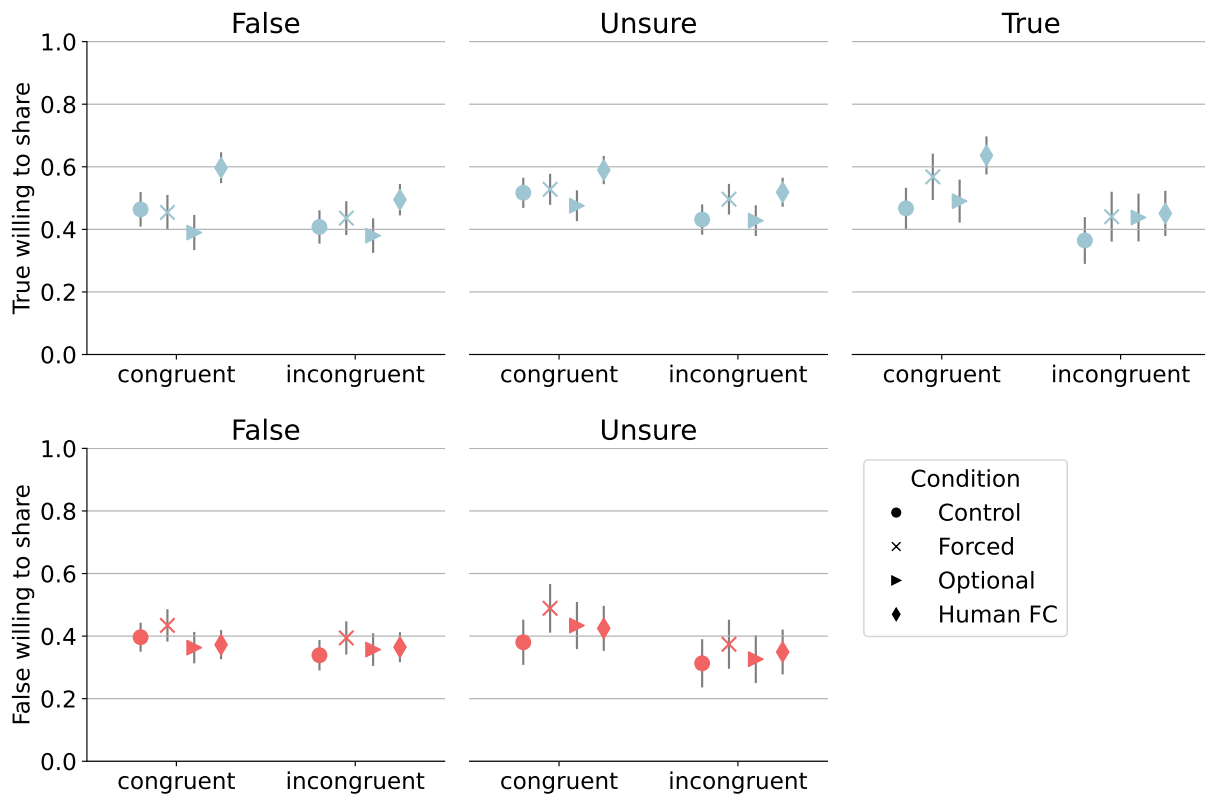 False
Unsure
True
True willing to share
1.0
0.8
0.6
0.4
0.2
0.0
congruent
incongruent
congruent
incongruent
congruent
incongruent
False
Unsure
False willing to share
1.0
0.8
0.6
0.4
0.2
0.0
congruent
incongruent
congruent
incongruent
Condition
Control
Forced
Optional
Human FC